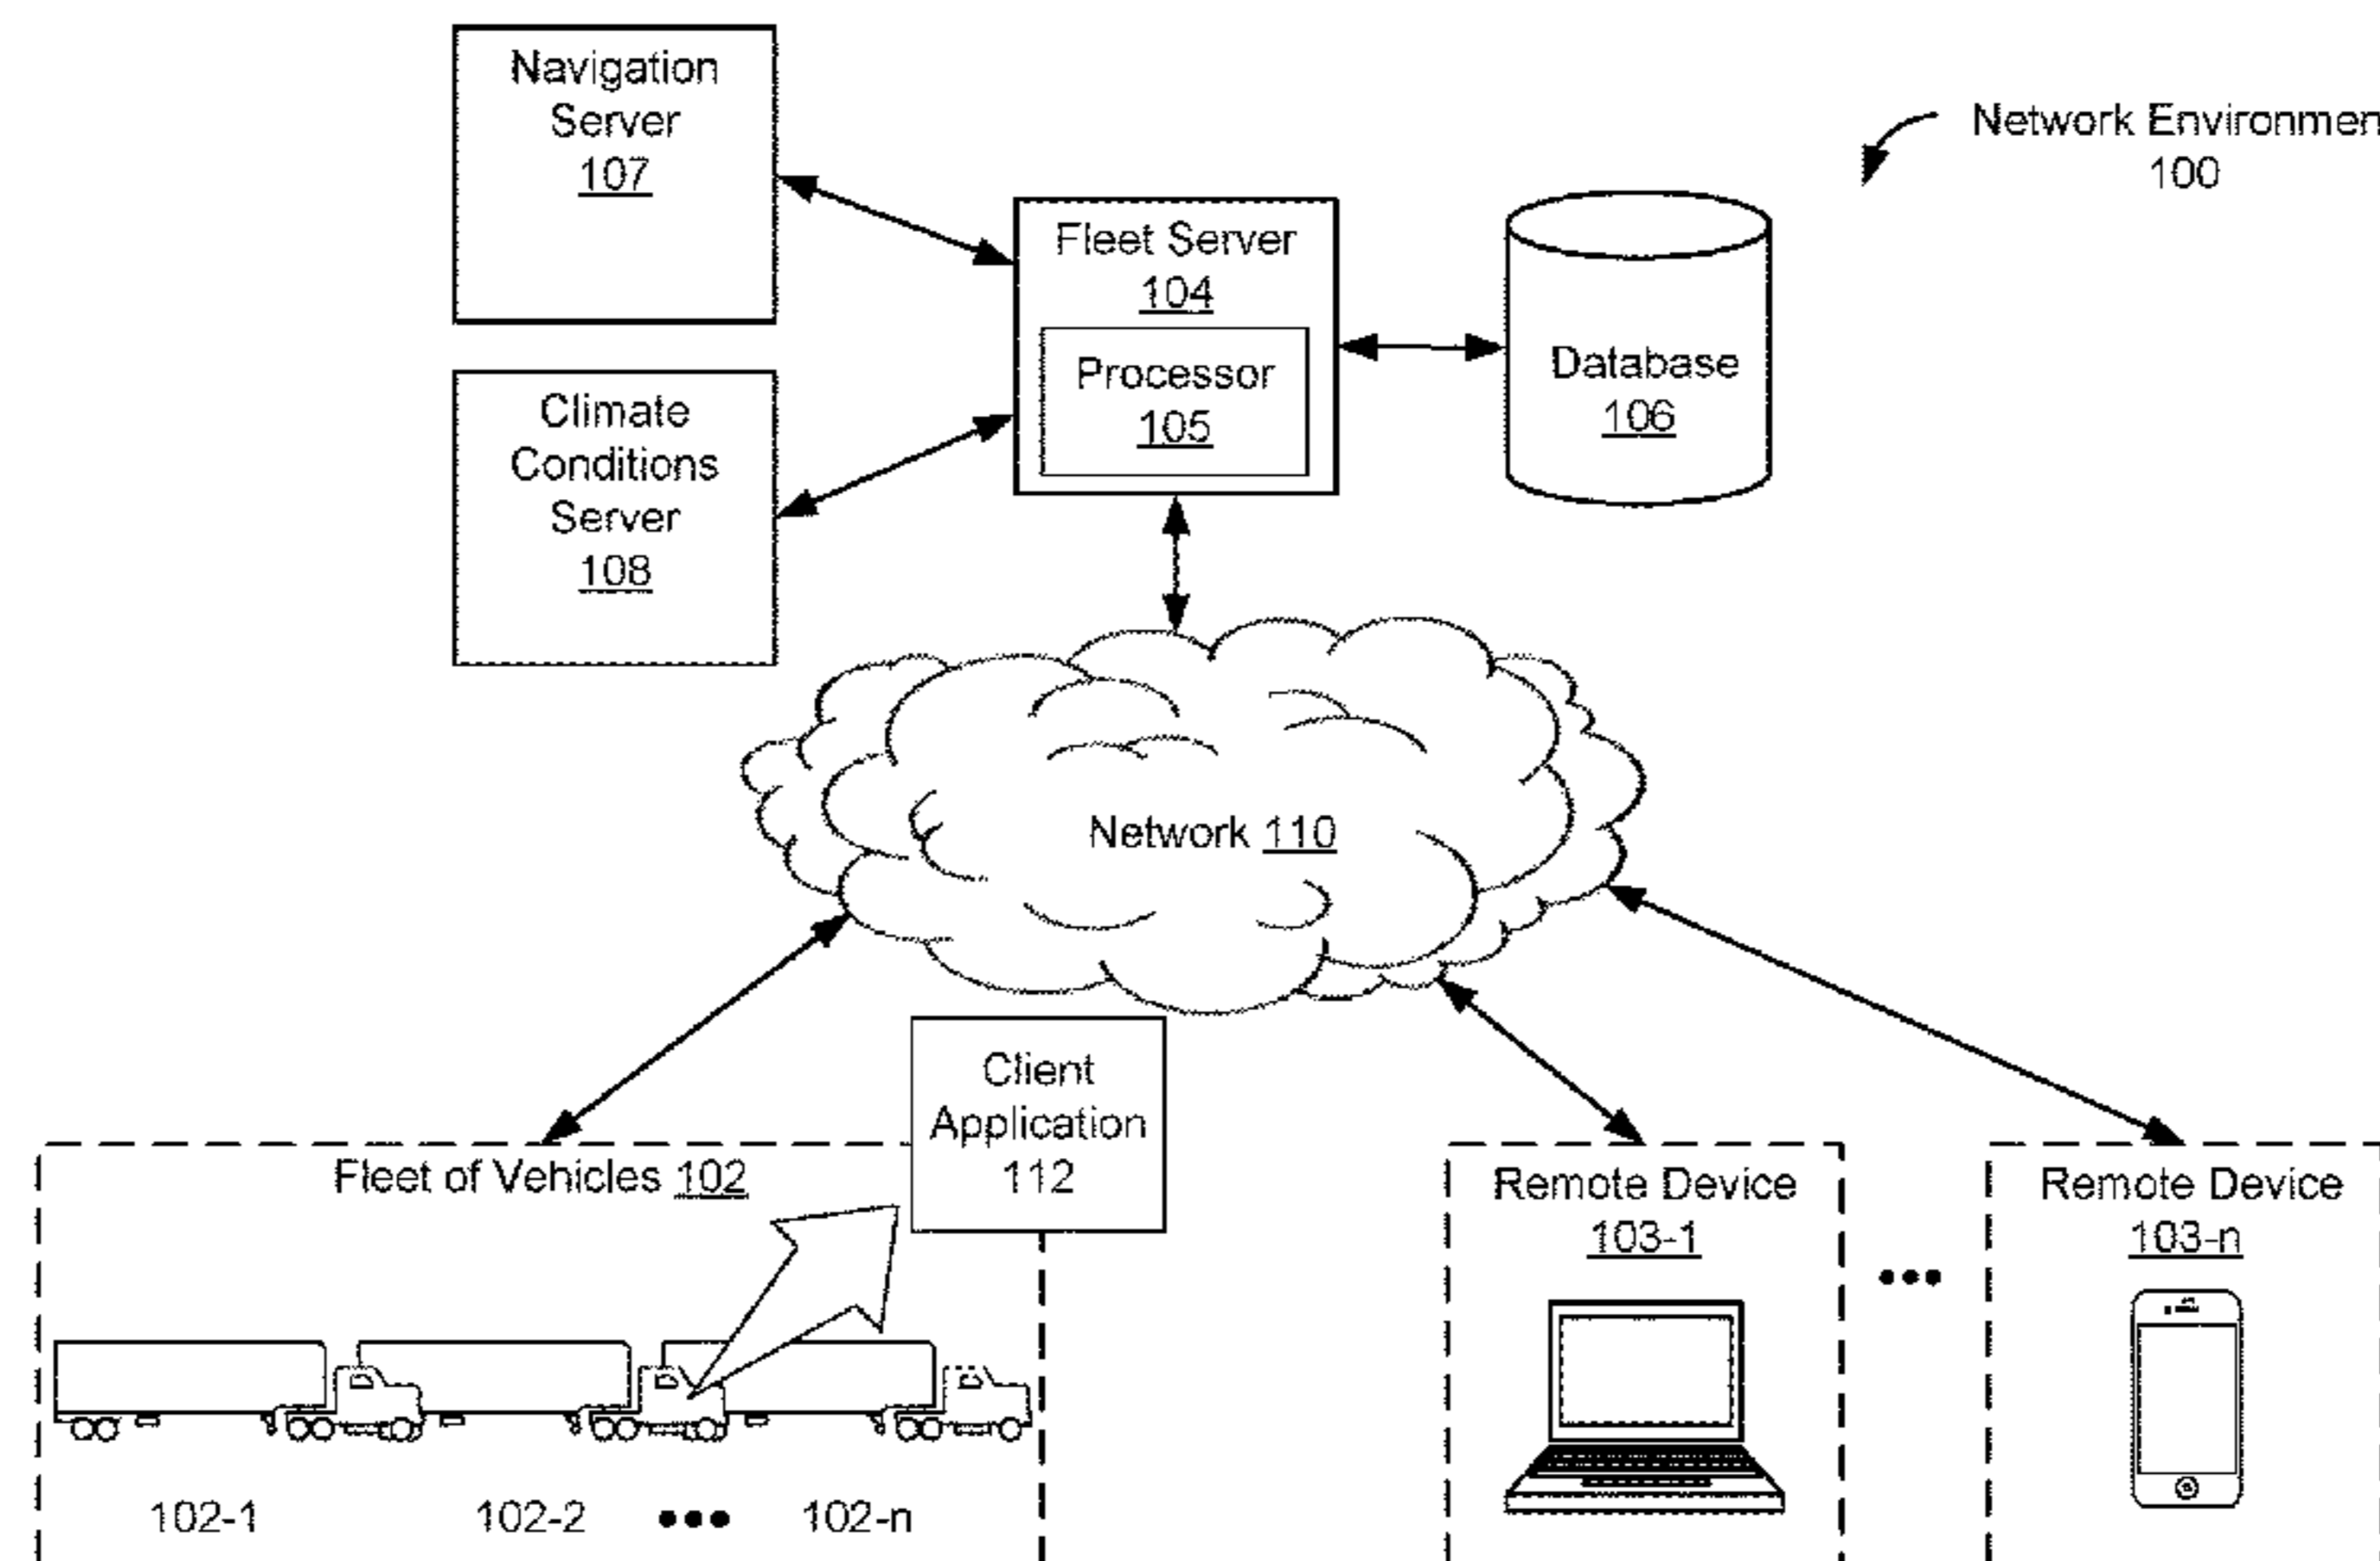 Navigation
Server
107
Network Environmen
100
Fleet Server
104
Processor
105
Database
106
Climate
Conditions
Server
108
Network 110
Client
Application
112
Fleet of Vehicles 102
102-1
102-2
102-n
Remote Device
103-1
Remote Device
103-n